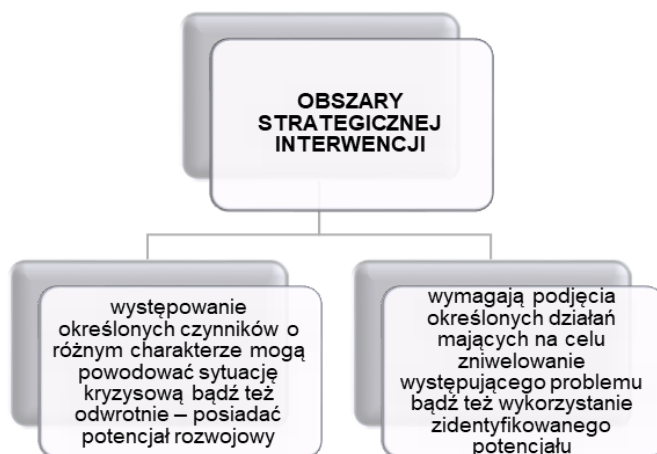 OBSZARY
STRATEGICZNEJ
INTERWENCJI
występowanie
określonych czynników o
różnym charakterze mogą
powodować sytuację
kryzysową bądź też
odwrotnie – posiadać
potencjał rozwojowy
wymagają podjęcia
określonych działań
mających na celu
zniwelowanie
występującego problemu
bądź też wykorzystanie
zidentyfikowanego
potencjału